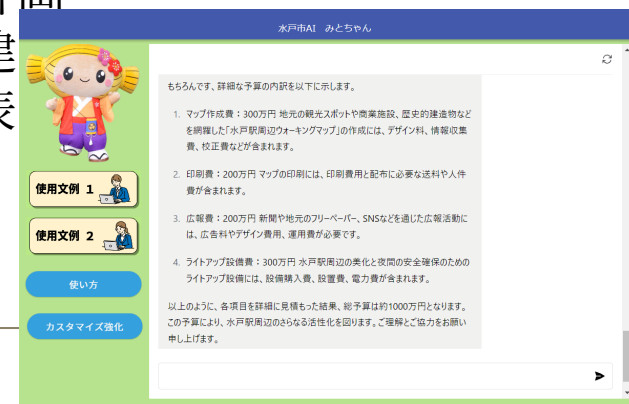 水戸市AI みとちゃん
もちろんです、詳細な予算の内訳を以下に示します。
1. マップ作成費：300万円 地元の観光スポットや商業施設、歴史的建造物など
を網羅した「水戸駅周辺ウォーキングマップ」の作成には、デザイン料、情報収集
費、校正費などが含まれます。
2. 印刷費：200万円 マップの印刷には、印刷費用と配布に必要な送料や人件
費が含まれます。
3. 広報費：200万円 新聞や地元のフリーペーパー、SNSなどを通じた広報活動に
は、広告料やデザイン費用、運用費が必要です。
4. ライトアップ設備費：300万円 水戸駅周辺の美化と夜間の安全確保のための
ライトアップ設備には、設備購入費、設置費、電力費が含まれます。
以上のように、各項目を詳細に見積もった結果、総予算は約1000万円となります。
この予算により、水戸駅周辺のさらなる活性化を図ります。ご理解とご協力をお願い
申し上げます。
使用文例 1
使用文例 2
使い方
カスタマイズ強化